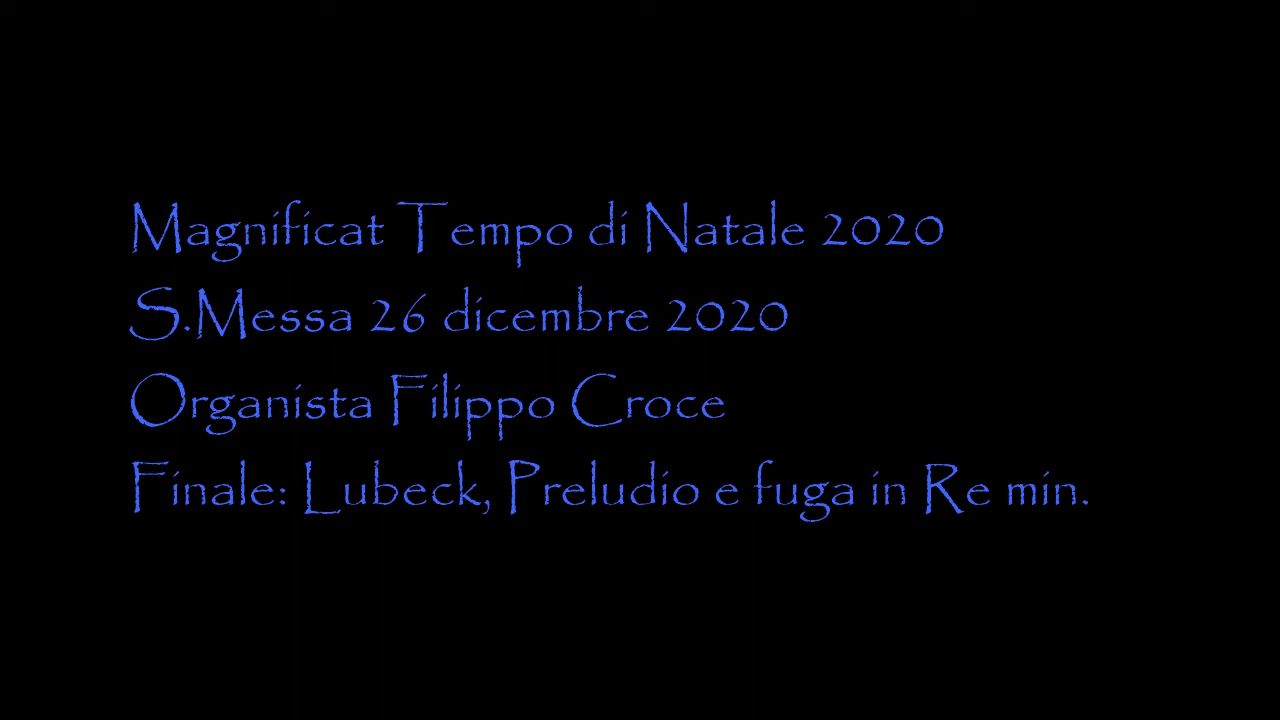 Magnificat Tempo di Natale 2020
S.Messa 26 dicembre 2020
Organista Filippo Croce
Finale: Lubeck, Preludio e fuga in Re min.